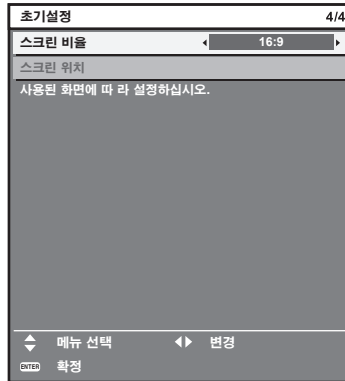 초기설정 4/4
스크린 비율 16:9
스크린 위치
사용된 화면에 따 라 설정하십시오.
메뉴 선택 변경
ENTER 확정